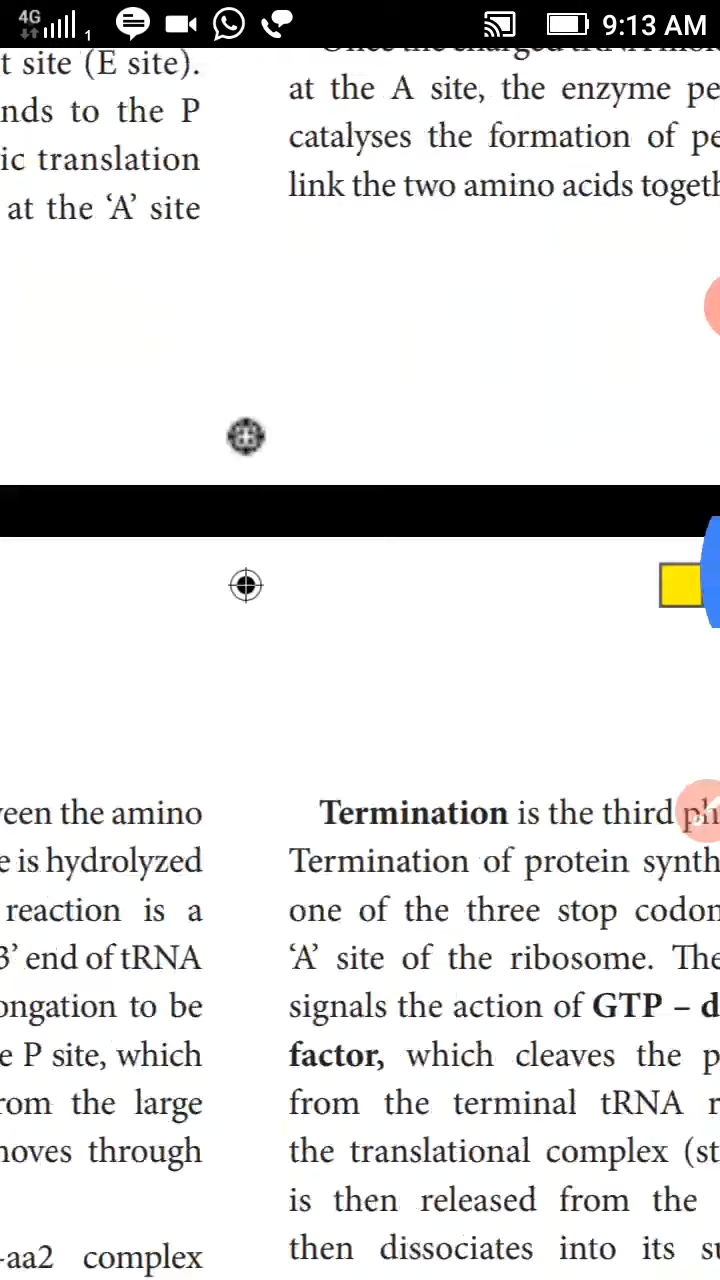 4G
1
9:13 AM
t site (E site).
nds to the P
ic translation
at the ‘A’ site
at the A site, the enzyme pe
catalyses the formation of pe
link the two amino acids togeth
een the amino
e is hydrolyzed
reaction is a
3’ end of tRNA
ongation to be
e P site, which
rom the large
noves through
-aa2 complex
Termination is the third ph
Termination of protein synth
one of the three stop codon
‘A’ site of the ribosome. The
signals the action of GTP – d
factor, which cleaves the p
from the terminal tRNA r
the translational complex (st
is then released from the
then dissociates into its su